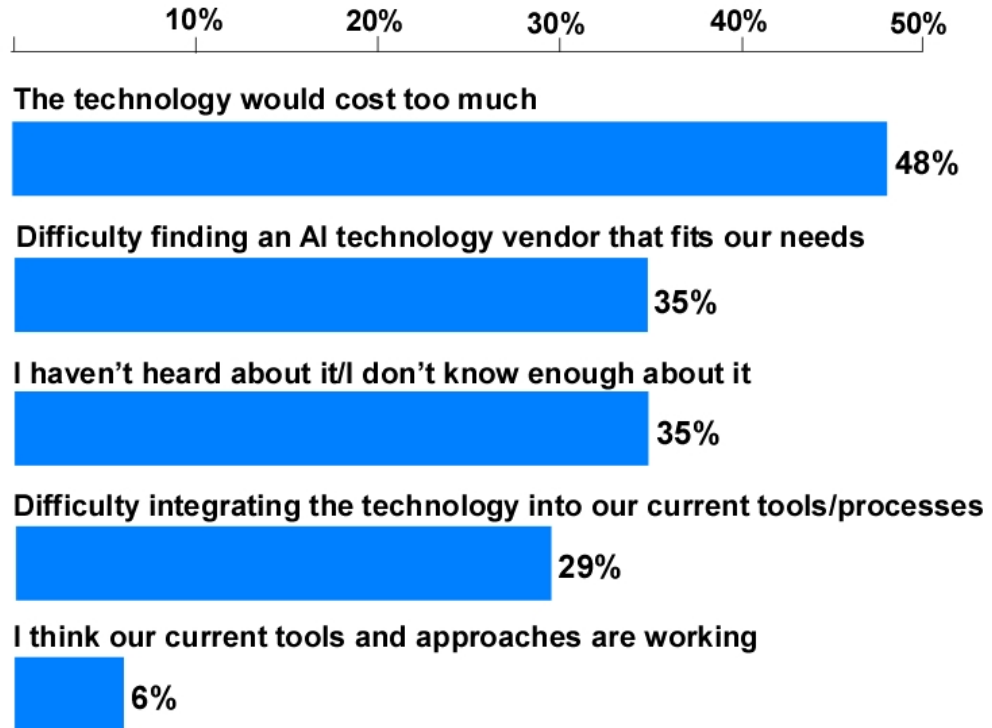 10% 20% 30% 40% 50%
The technology would cost too much
48%
Difficulty finding an AI technology vendor that fits our needs
35%
I haven’t heard about it/I don’t know enough about it
35%
Difficulty integrating the technology into our current tools/processes
29%
I think our current tools and approaches are working
6%